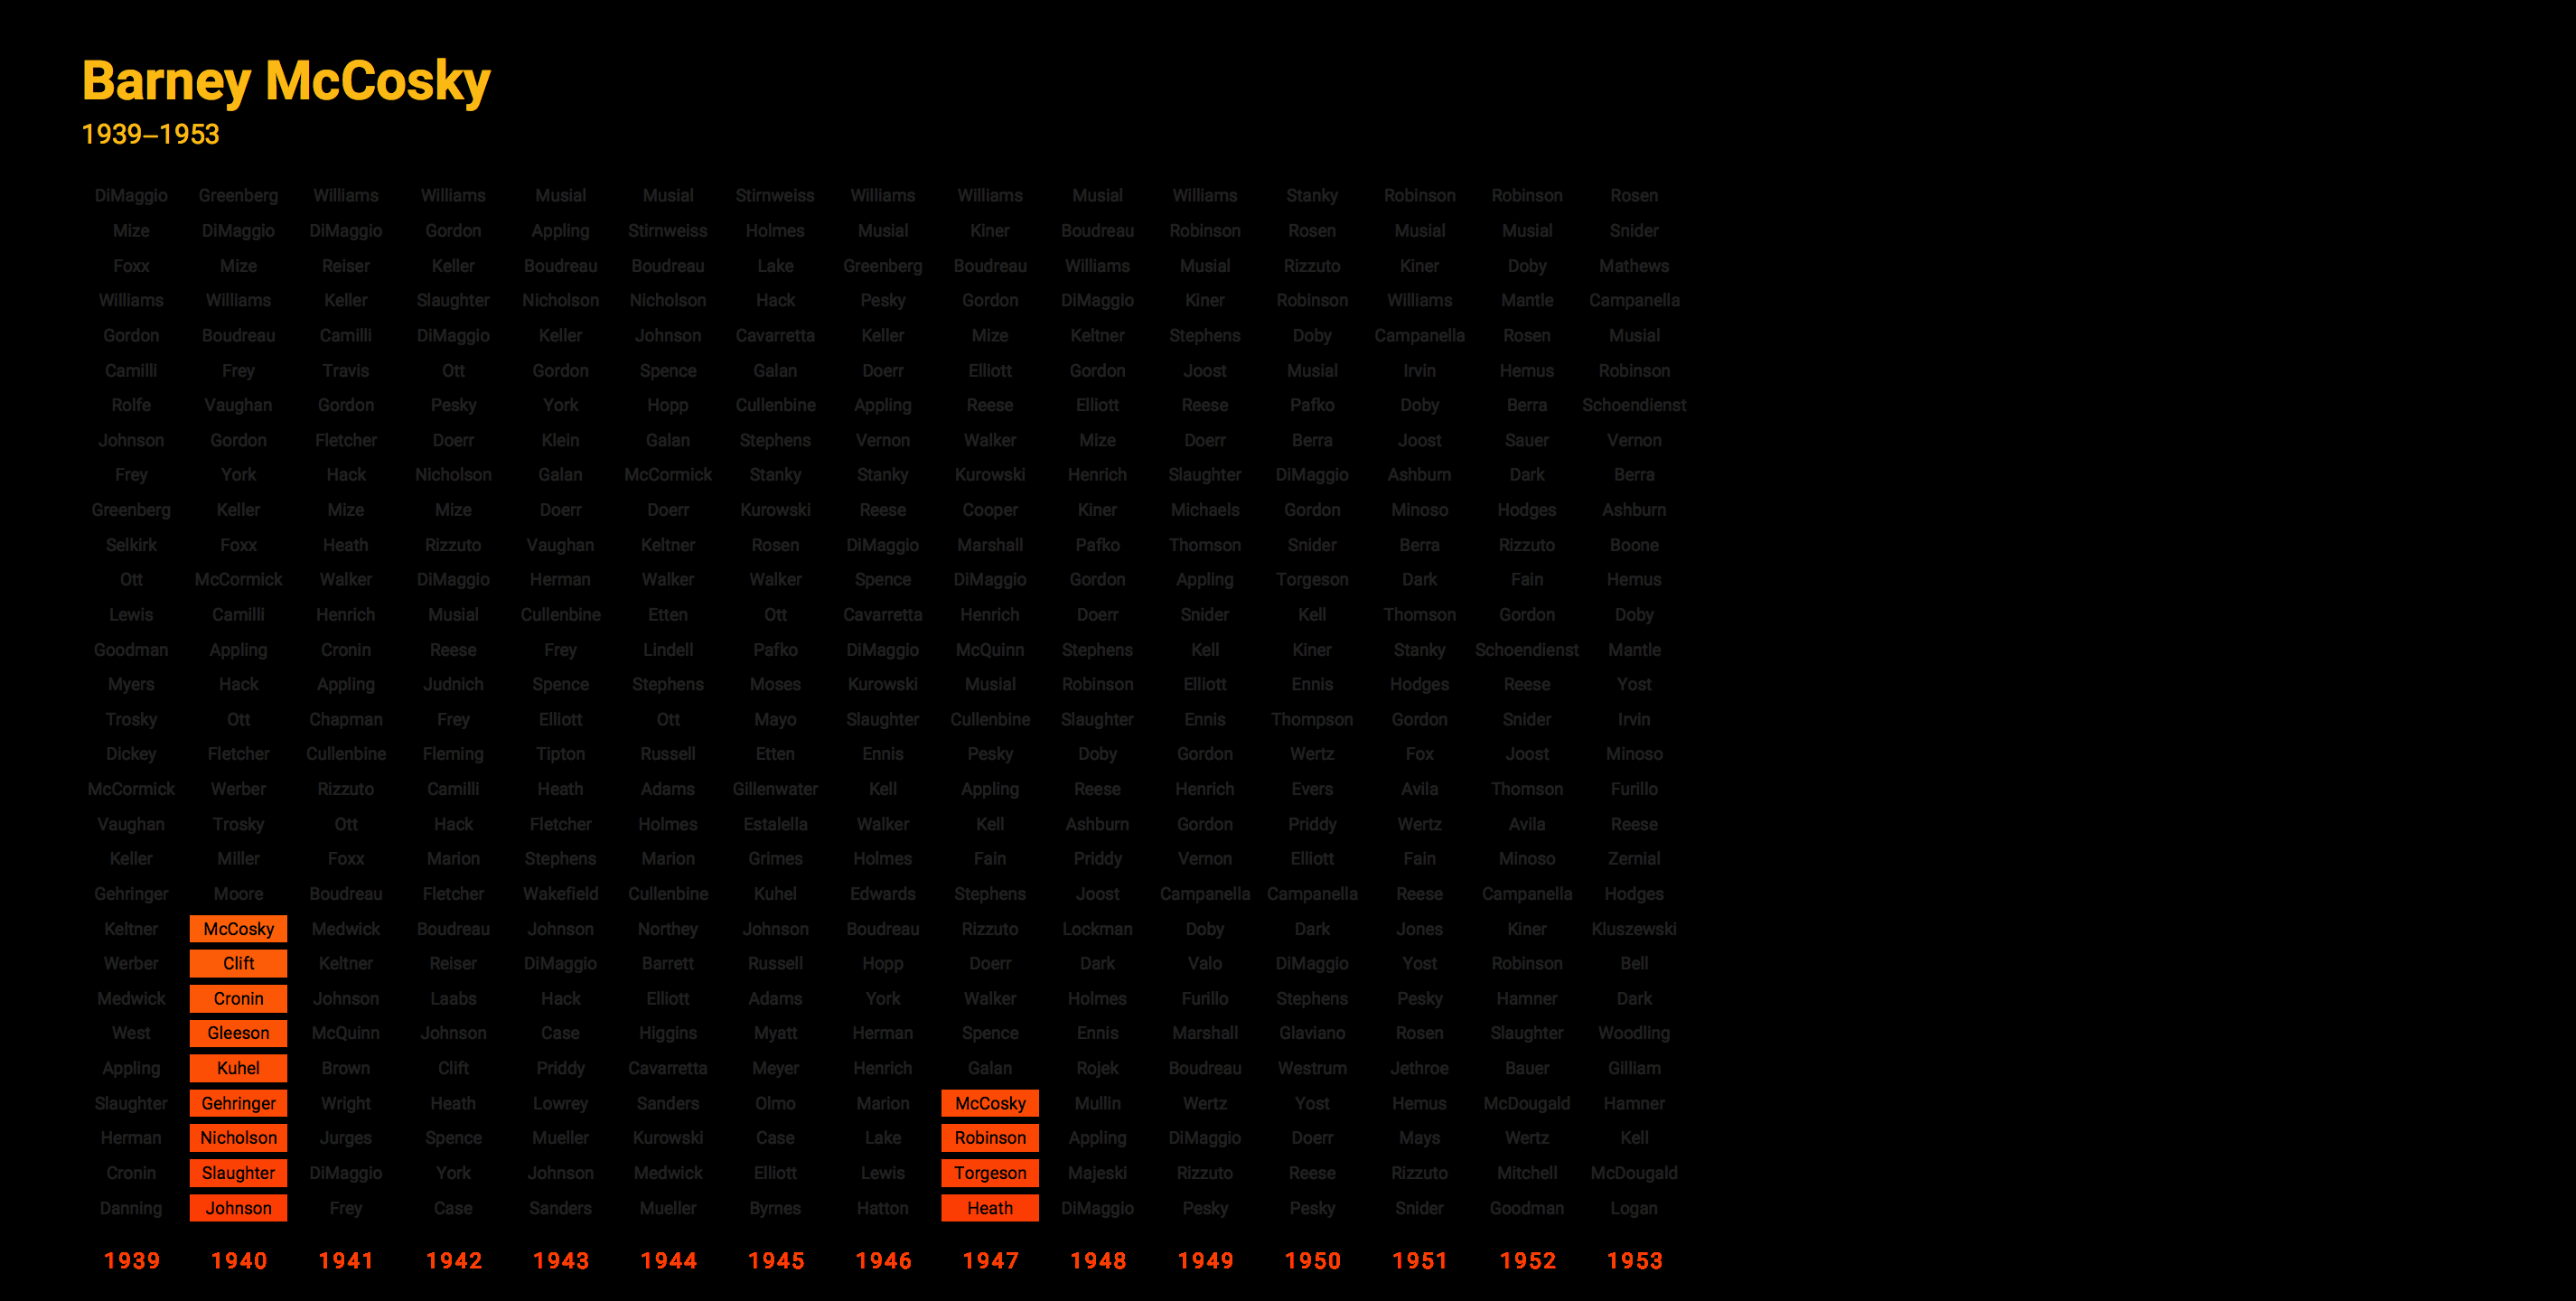 Barney McCosky
1939–1953
DiMaggio Greenberg Williams Williams Musial Musial Stirnweiss Williams Williams Musial Williams Stanky Robinson Robinson Rosen
Mize DiMaggio DiMaggio Gordon Appling Stirnweiss Holmes Musial Kiner Boudreau Robinson Rosen Musial Musial Snider
Foxx Mize Reiser Keller Boudreau Boudreau Lake Greenberg Boudreau Williams Musial Rizzuto Kiner Doby Mathews
Williams Williams Keller Slaughter Nicholson Nicholson Hack Pesky Gordon DiMaggio Kiner Robinson Williams Mantle Campanella
Gordon Boudreau Camilli DiMaggio Keller Johnson Cavarretta Keller Mize Keltner Stephens Doby Campanella Rosen Musial
Camilli Frey Travis Ott Gordon Spence Galan Doerr Elliott Gordon Joost Musial Irvin Hemus Robinson
Rolfe Vaughan Gordon Pesky York Hopp Cullenbine Appling Reese Elliott Reese Pafko Doby Berra Schoendienst
Johnson Gordon Fletcher Doerr Klein Galan Stephens Vernon Walker Mize Doerr Berra Joost Sauer Vernon
Frey York Hack Nicholson Galan McCormick Stanky Stanky Kurowski Henrich Slaughter DiMaggio Ashburn Dark Berra
Greenberg Keller Mize Mize Doerr Doerr Kurowski Reese Cooper Kiner Michaels Gordon Minoso Hodges Ashburn
Selkirk Foxx Heath Rizzuto Vaughan Keltner Rosen DiMaggio Marshall Pafko Thomson Snider Berra Rizzuto Boone
Ott McCormick Walker DiMaggio Herman Walker Walker Spence DiMaggio Gordon Appling Torgeson Dark Fain Hemus
Lewis Camilli Henrich Musial Cullenbine Etten Ott Cavarretta Henrich Doerr Snider Kell Thomson Gordon Doby
Goodman Appling Cronin Reese Frey Lindell Pafko DiMaggio McQuinn Stephens Kell Kiner Stanky Schoendienst Mantle
Myers Hack Appling Judnich Spence Stephens Moses Kurowski Musial Robinson Elliott Ennis Hodges Reese Yost
Trosky Ott Chapman Frey Elliott Ott Mayo Slaughter Cullenbine Slaughter Ennis Thompson Gordon Snider Irvin
Dickey Fletcher Cullenbine Fleming Tipton Russell Etten Ennis Pesky Doby Gordon Wertz Fox Joost Minoso
McCormick Werber Rizzuto Camilli Heath Adams Gillenwater Kell Appling Reese Henrich Evers Avila Thomson Furillo
Vaughan Trosky Ott Hack Fletcher Holmes Estalella Walker Kell Ashburn Gordon Priddy Wertz Avila Reese
Keller Miller Foxx Marion Stephens Marion Grimes Holmes Fain Priddy Vernon Elliott Fain Minoso Zernial
Gehringer Moore Boudreau Fletcher Wakefield Cullenbine Kuhel Edwards Stephens Joost Campanella Campanella Reese Campanella Hodges
Keltner McCosky Medwick Boudreau Johnson Northey Johnson Boudreau Rizzuto Lockman Doby Dark Jones Kiner Kluszewski
Werber Clift Keltner Reiser DiMaggio Barrett Russell Hopp Doerr Dark Valo DiMaggio Yost Robinson Bell
Medwick Cronin Johnson Laabs Hack Elliott Adams York Walker Holmes Furillo Stephens Pesky Hamner Dark
West Gleeson McQuinn Johnson Case Higgins Myatt Herman Spence Ennis Marshall Glaviano Rosen Slaughter Woodling
Appling Kuhel Brown Clift Priddy Cavarretta Meyer Henrich Galan Rojek Boudreau Westrum Jethroe Bauer Gilliam
Slaughter Gehringer Wright Heath Lowrey Sanders Olmo Marion McCosky Mullin Wertz Yost Hemus McDougald Hamner
Herman Nicholson Jurges Spence Mueller Kurowski Case Lake Robinson Appling DiMaggio Doerr Mays Wertz Kell
Cronin Slaughter DiMaggio York Johnson Medwick Elliott Lewis Torgeson Majeski Rizzuto Reese Rizzuto Mitchell McDougald
Danning Johnson Frey Case Sanders Mueller Byrnes Hatton Heath DiMaggio Pesky Pesky Snider Goodman Logan
1939 1940 1941 1942 1943 1944 1945 1946 1947 1948 1949 1950 1951 1952 1953